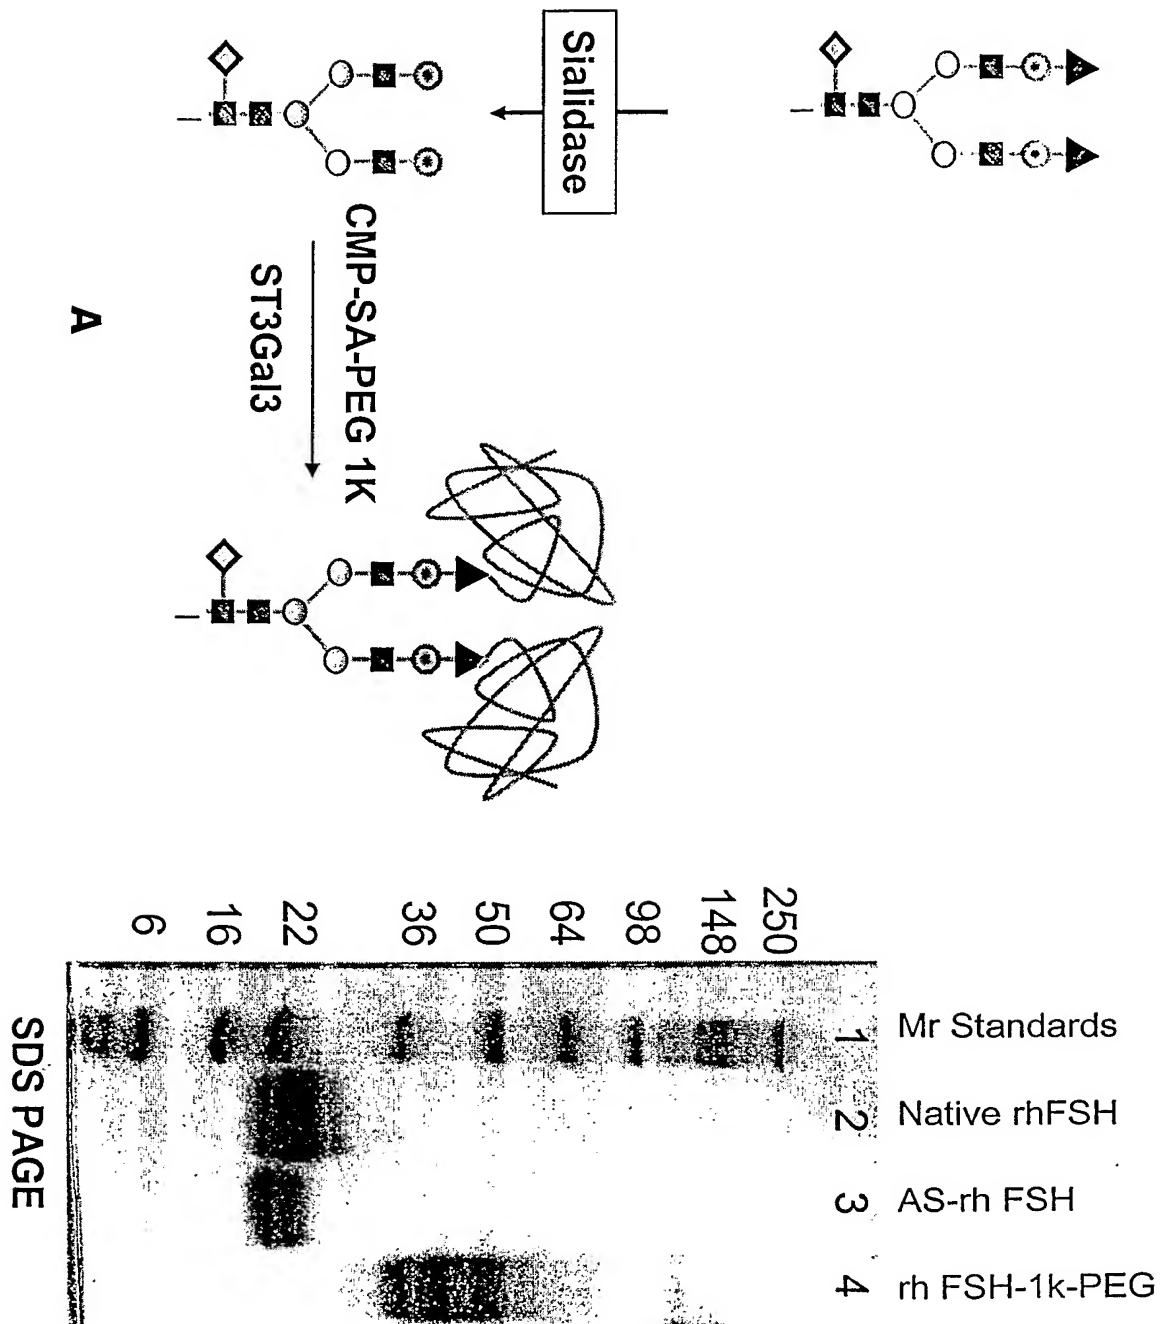 Sialidase
CMP-SA-PEG 1K
ST3Gal3
A
250
148
98
64
50
36
22
16
6
1 Mr Standards
2 Native rhFSH
3 AS-rh FSH
4 rh FSH-1k-PEG
SDS PAGE